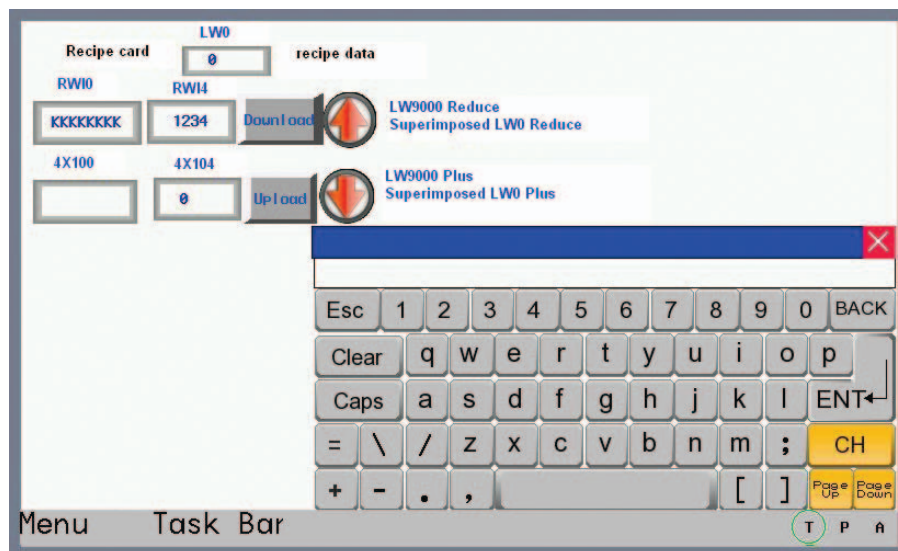 LW0
Recipe card 0 recipe data
RWI0 RWI4
KKKKKKKK 1234 Download LW9000 Reduce
Superimposed LW0 Reduce
4X100 4X104
0 Upload LW9000 Plus
Superimposed LW0 Plus
Esc 1 2 3 4 5 6 7 8 9 0 BACK
Clear q w e r t y u i o p
Caps a s d f g h j k l ENT
= \ / z x c v b n m ; CH
+ - . , [ ] Page Up Page Down
Menu Task Bar T P A